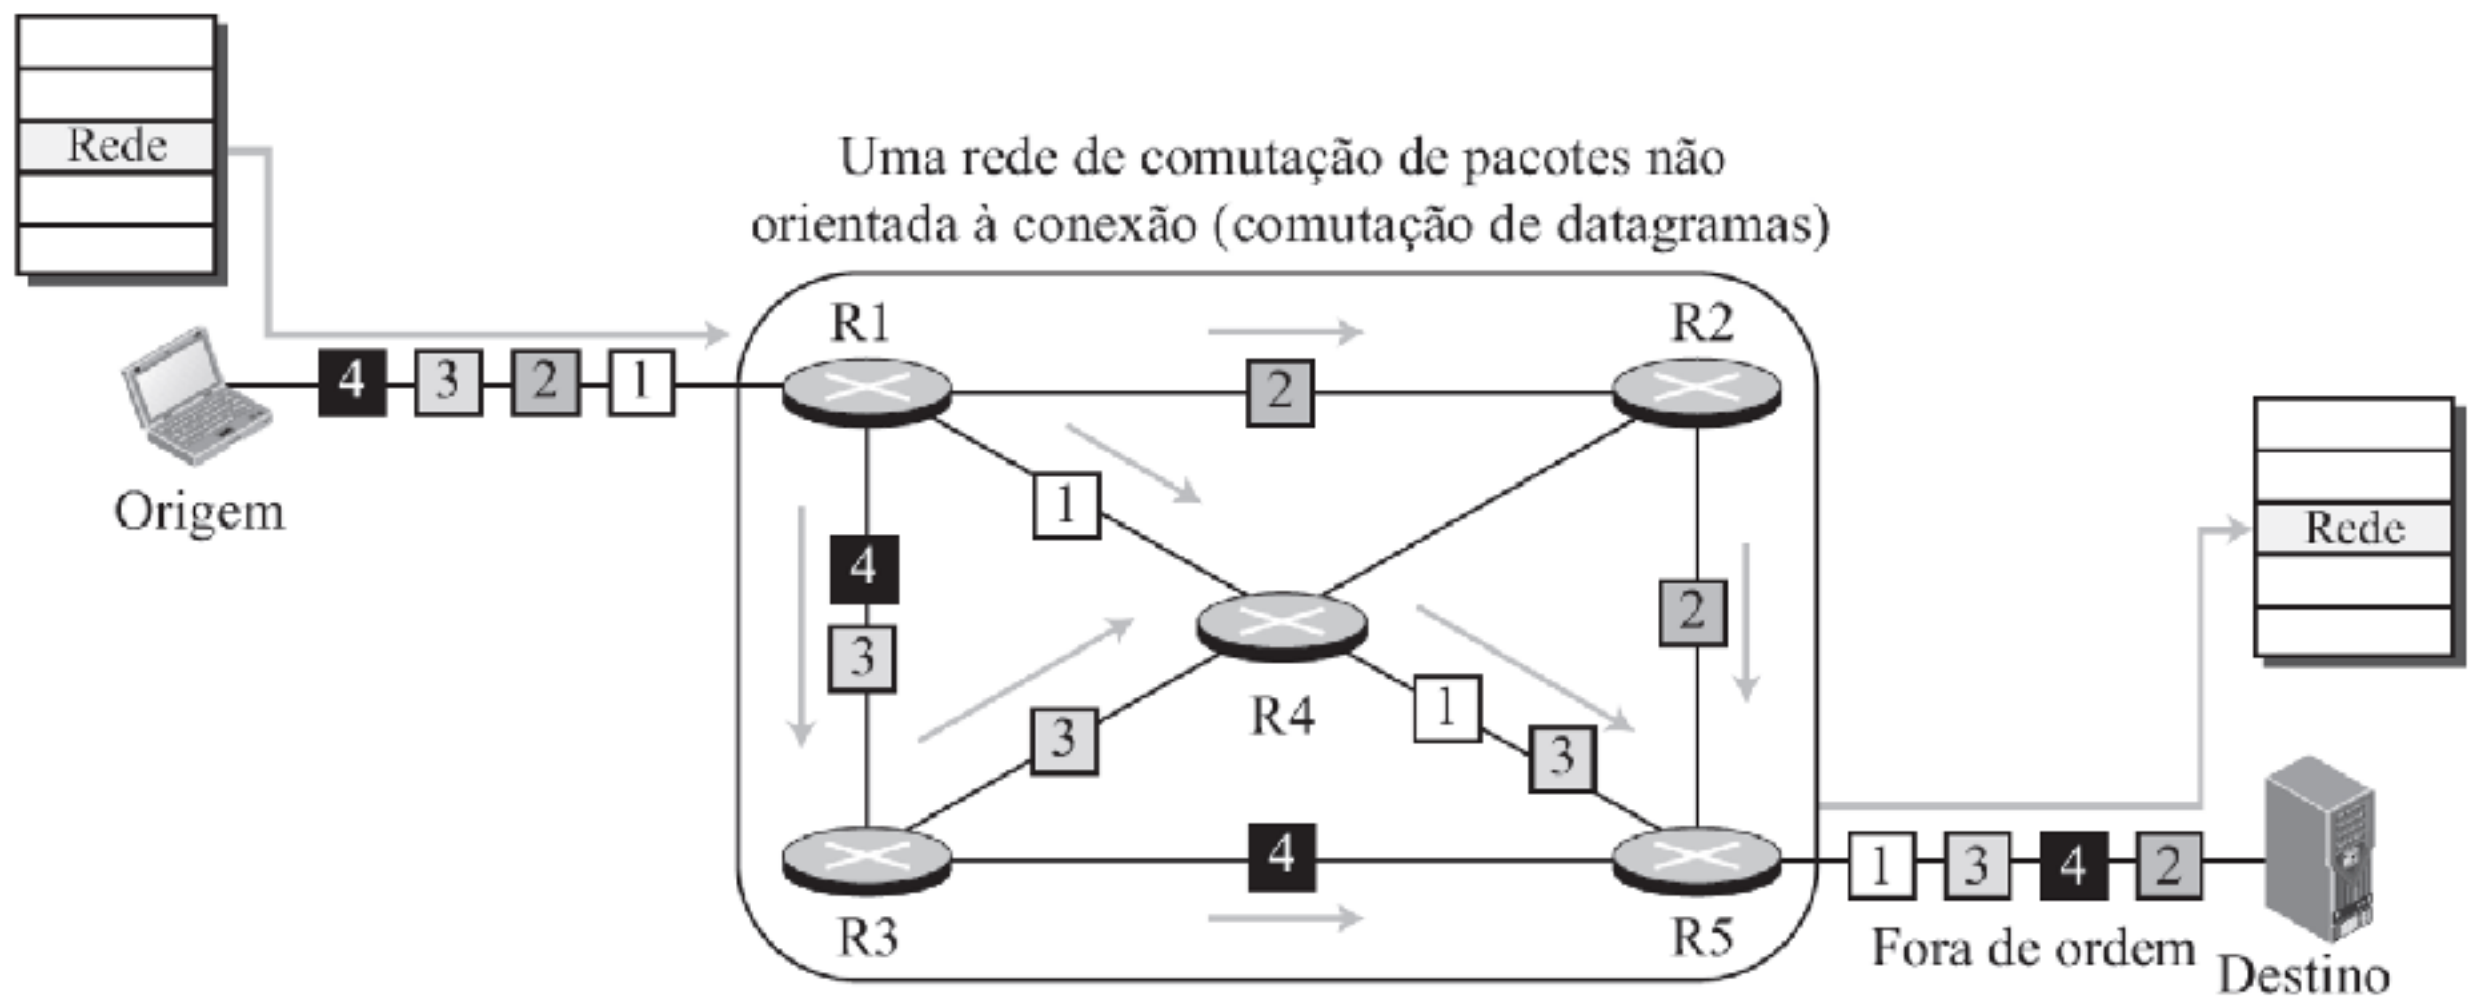 Rede
Uma rede de comutação de pacotes não
orientada à conexão (comutação de datagramas)
R1
R2
4 3 2 1
2
Origem
1
4
3
2
Rede
3
R4
1
3
4
R3
R5
1 3 4 2
Fora de ordem
Destino